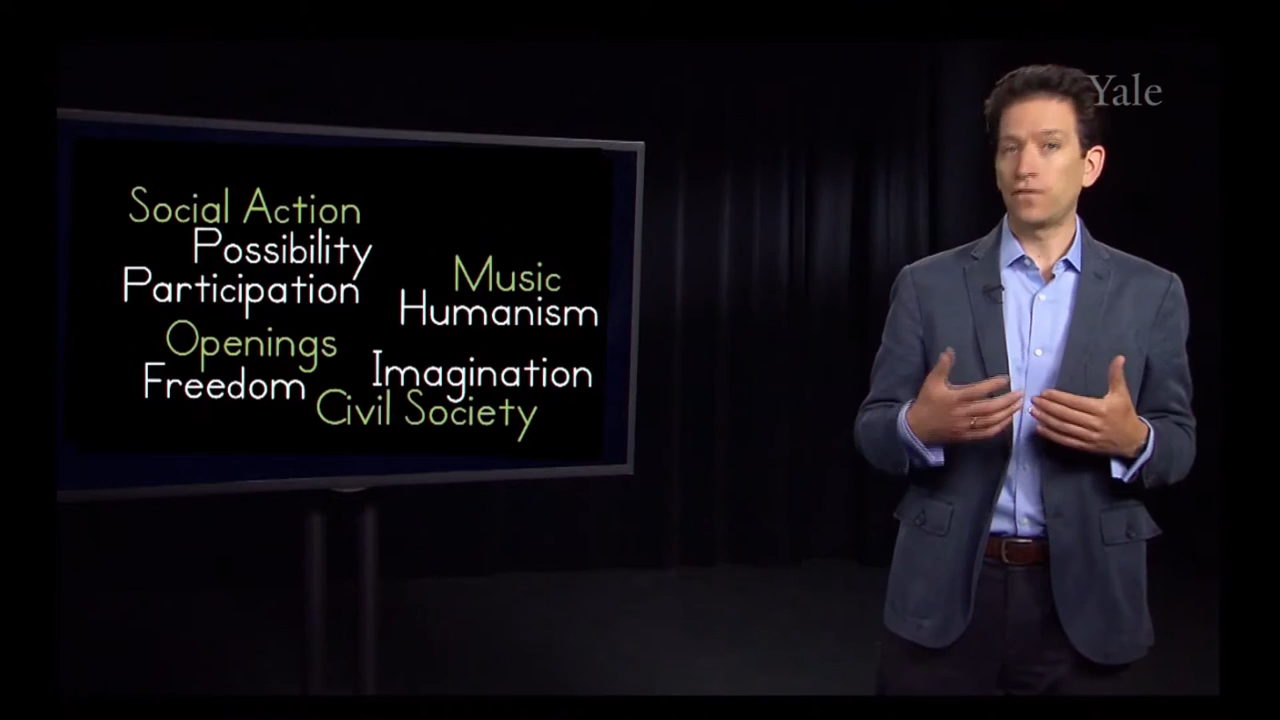 Social Action
Possibility
Participation
Openings
Freedom
Music
Humanism
Imagination
Civil Society
Yale